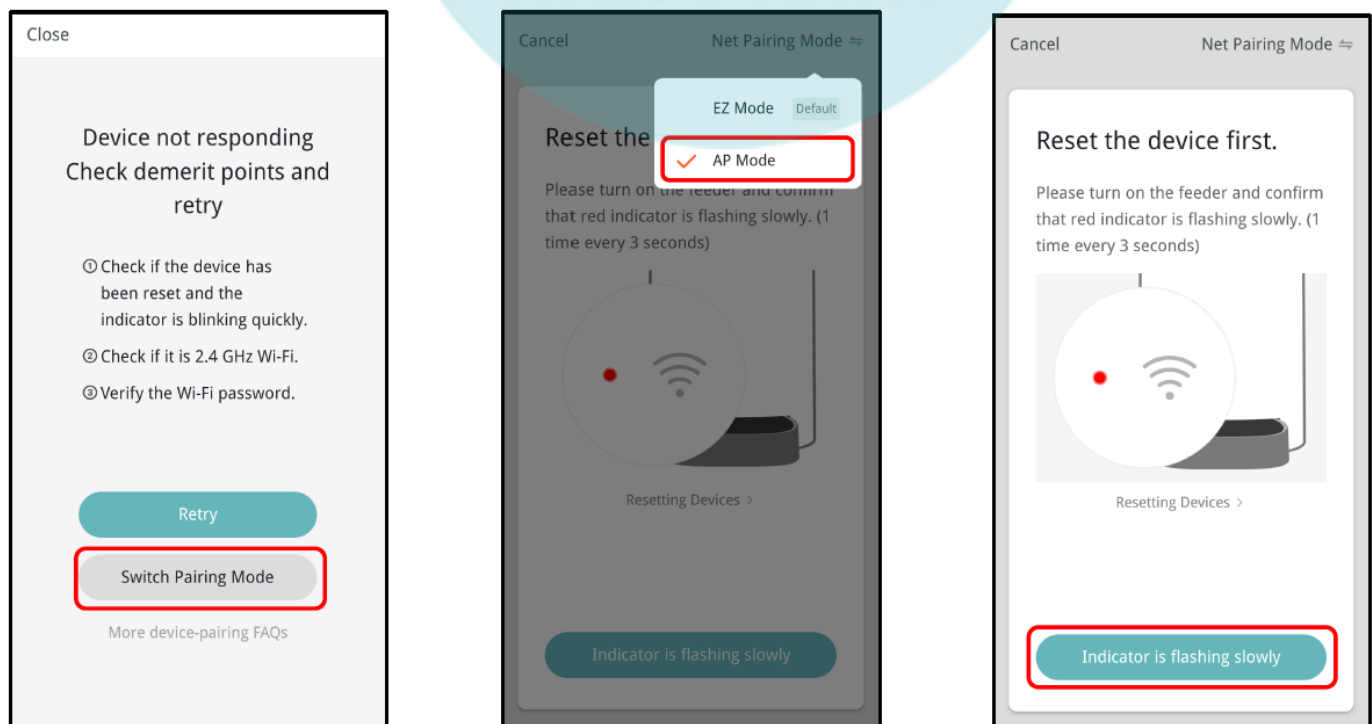 Close
Device not responding
Check demerit points and
retry
① Check if the device has
been reset and the
indicator is blinking quickly.
② Check if it is 2.4 GHz Wi-Fi.
③ Verify the Wi-Fi password.
Retry
Switch Pairing Mode
More device-pairing FAQs
Cancel
Net Pairing Mode ⇋
EZ Mode Default
AP Mode
Reset the
Please turn on the feeder and confirm
that red indicator is flashing slowly. (1
time every 3 seconds)
Resetting Devices >
Indicator is flashing slowly
Cancel
Net Pairing Mode ⇋
Reset the device first.
Please turn on the feeder and confirm
that red indicator is flashing slowly. (1
time every 3 seconds)
Resetting Devices >
Indicator is flashing slowly